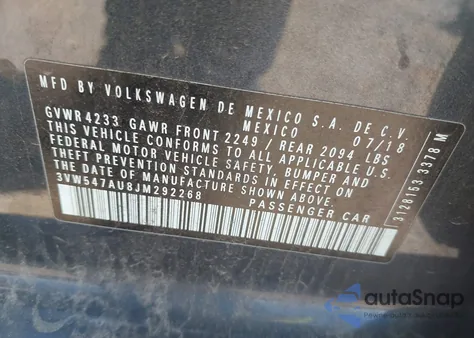 MFD BY VOLKSWAGEN DE MEXICO S.A. DE C.V.
MEXICO 07/18
GVWR 4233 GAWR FRONT 2249 / REAR 2094 LBS
THIS VEHICLE CONFORMS TO ALL APPLICABLE U.S.
FEDERAL MOTOR VEHICLE SAFETY, BUMPER AND
THEFT PREVENTION STANDARDS IN EFFECT ON
THE DATE OF MANUFACTURE SHOWN ABOVE.
3VW547AU8JM292268 PASSENGER CAR
3128153 3378 M
autoSnap